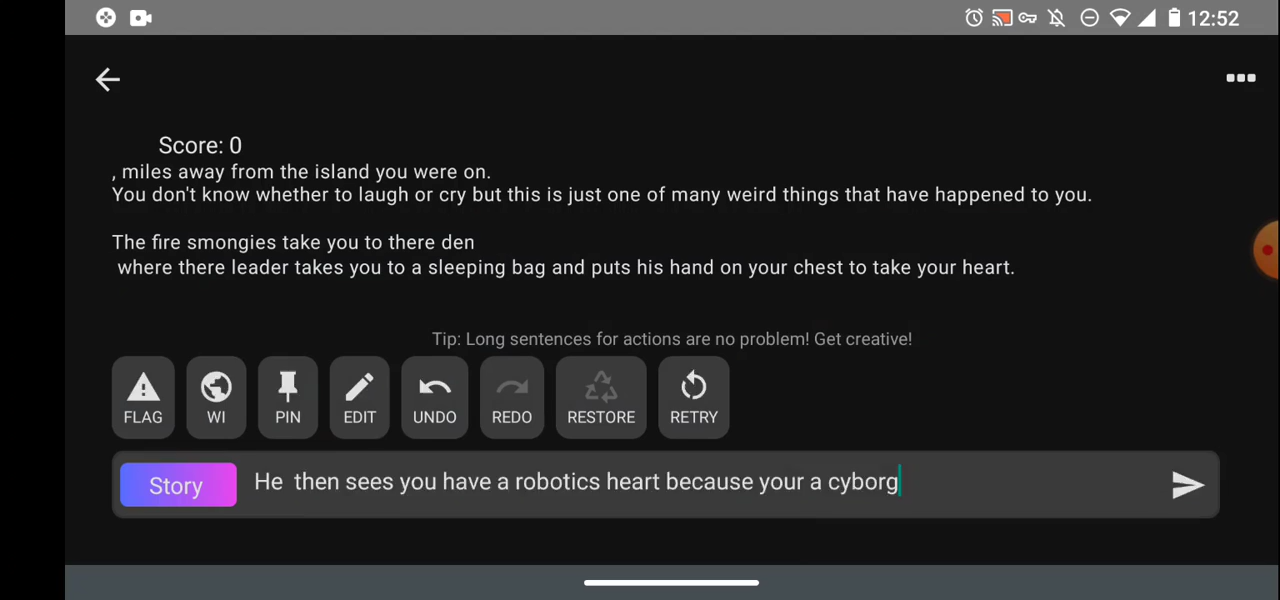 12:52
Score: 0
, miles away from the island you were on.
You don't know whether to laugh or cry but this is just one of many weird things that have happened to you.
The fire smongies take you to there den
where there leader takes you to a sleeping bag and puts his hand on your chest to take your heart.
Tip: Long sentences for actions are no problem! Get creative!
FLAG WI PIN EDIT UNDO REDO RESTORE RETRY
Story He then sees you have a robotics heart because your a cyborg